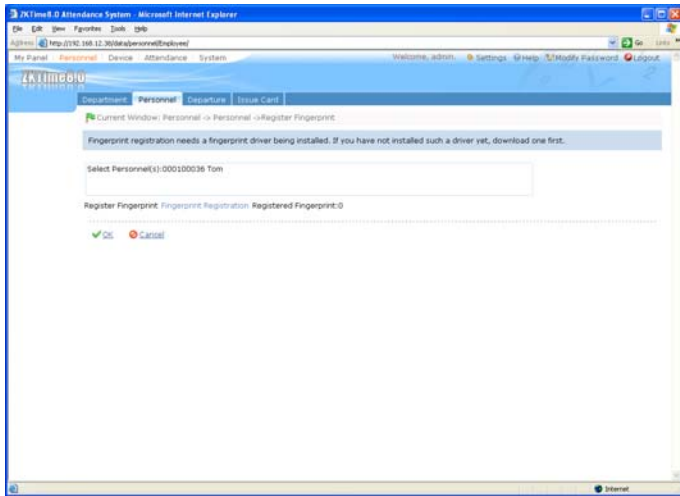 ZKTime8.0 Attendance System - Microsoft Internet Explorer
File Edit View Favorites Tools Help
Address http://192.168.12.30/data/personnel/Employee/ Go Links
My Panel Personnel Device Attendance System Welcome, admin. Settings Help Modify Password Logout
ZKTime8.0
Department Personnel Departure Issue Card
Current Window: Personnel -> Personnel ->Register Fingerprint
Fingerprint registration needs a fingerprint driver being installed. If you have not installed such a driver yet, download one first.
Select Personnel(s):000100036 Tom
Register Fingerprint Fingerprint Registration Registered Fingerprint:0
OK Cancel
Internet